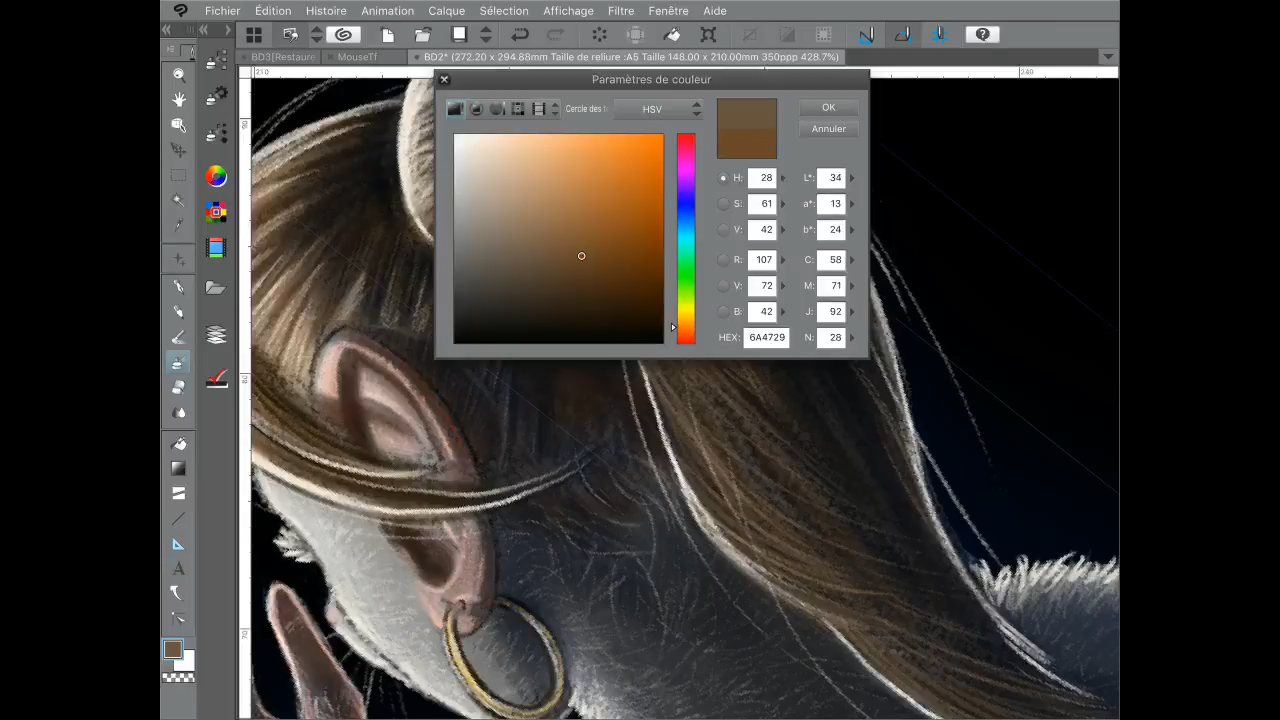 Fichier Édition Histoire Animation Calque Sélection Affichage Filtre Fenêtre Aide
BD3[Restaure MouseTf BD2* (272.20 x 294.88mm Taille de reliure :A5 Taille 148.00 x 210.00mm 350ppp 428.7%)
210 240
Paramètres de couleur
Cercle des t HSV OK
Annuler
H: 28 L*: 34
S: 61 a*: 13
V: 42 b*: 24
R: 107 C: 58
V: 72 M: 71
B: 42 J: 92
HEX: 6A4729 N: 28